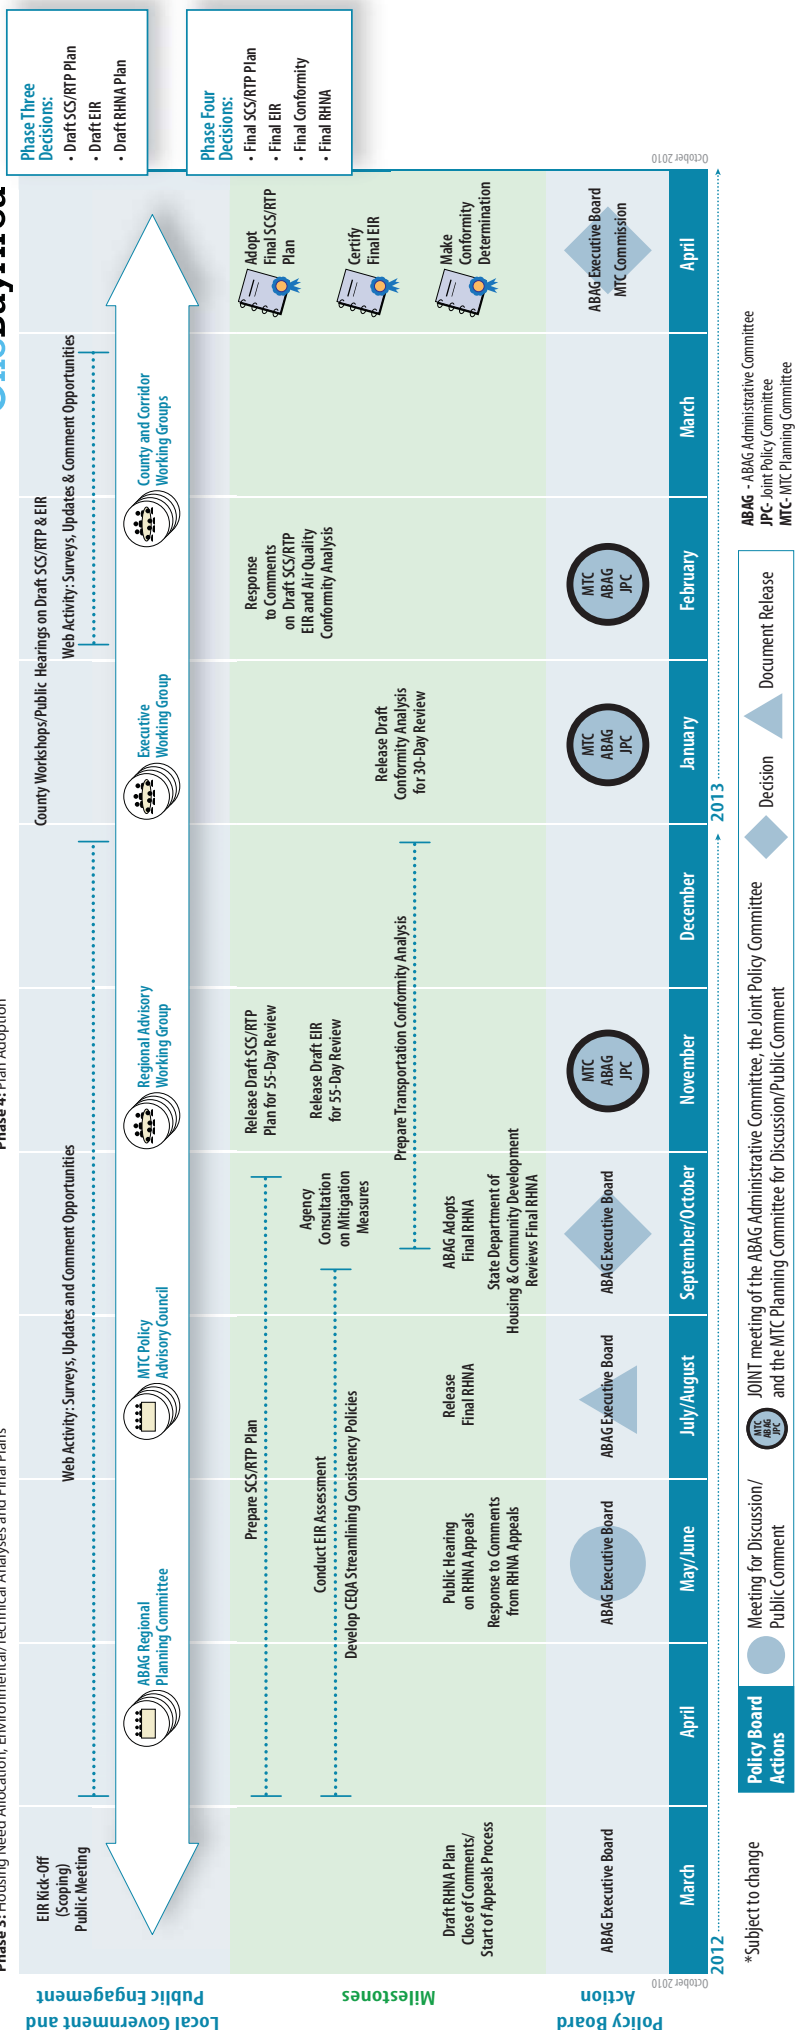 Phase 3: Housing Need Allocation, Environmental/Technical Analyses and Final Plans
Phase 4: Plan Adoption
OneBayArea
Phase Three
Decisions:
• Draft SCS/RTP Plan
• Draft EIR
• Draft RHNA Plan
Phase Four
Decisions:
• Final SCS/RTP Plan
• Final EIR
• Final Conformity
• Final RHNA
Local Government and
Public Engagement
EIR Kick-Off
(Scoping)
Public Meeting
Web Activity: Surveys, Updates and Comment Opportunities
County Workshops/Public Hearings on Draft SCS/RTP & EIR
Web Activity: Surveys, Updates & Comment Opportunities
ABAG Regional
Planning Committee
MTC Policy
Advisory Council
Regional Advisory
Working Group
Executive
Working Group
County and Corridor
Working Groups
Milestones
Prepare SCS/RTP Plan
Conduct EIR Assessment
Develop CEQA Streamlining Consistency Policies
Draft RHNA Plan
Close of Comments/
Start of Appeals Process
Public Hearing
on RHNA Appeals
Response to Comments
from RHNA Appeals
Release
Final RHNA
Agency
Consultation
on Mitigation
Measures
ABAG Adopts
Final RHNA
State Department of
Housing & Community Development
Reviews Final RHNA
Release Draft SCS/RTP
Plan for 55-Day Review
Release Draft EIR
for 55-Day Review
Prepare Transportation Conformity Analysis
Release Draft
Conformity Analysis
for 30-Day Review
Response
to Comments
on Draft SCS/RTP
EIR and Air Quality
Conformity Analysis
Adopt
Final SCS/RTP
Plan
Certify
Final EIR
Make
Conformity
Determination
Policy Board
Action
ABAG Executive Board
ABAG Executive Board
ABAG Executive Board
ABAG Executive Board
MTC
ABAG
JPC
MTC
ABAG
JPC
MTC
ABAG
JPC
ABAG Executive Board
MTC Commission
October 2010
March
April
May/June
July/August
September/October
November
December
January
February
March
April
October 2010
2012
2013
*Subject to change
Policy Board
Actions
Meeting for Discussion/
Public Comment
MTC
ABAG
JPC
JOINT meeting of the ABAG Administrative Committee, the Joint Policy Committee
and the MTC Planning Committee for Discussion/Public Comment
Decision
Document Release
ABAG - ABAG Administrative Committee
JPC- Joint Policy Committee
MTC- MTC Planning Committee